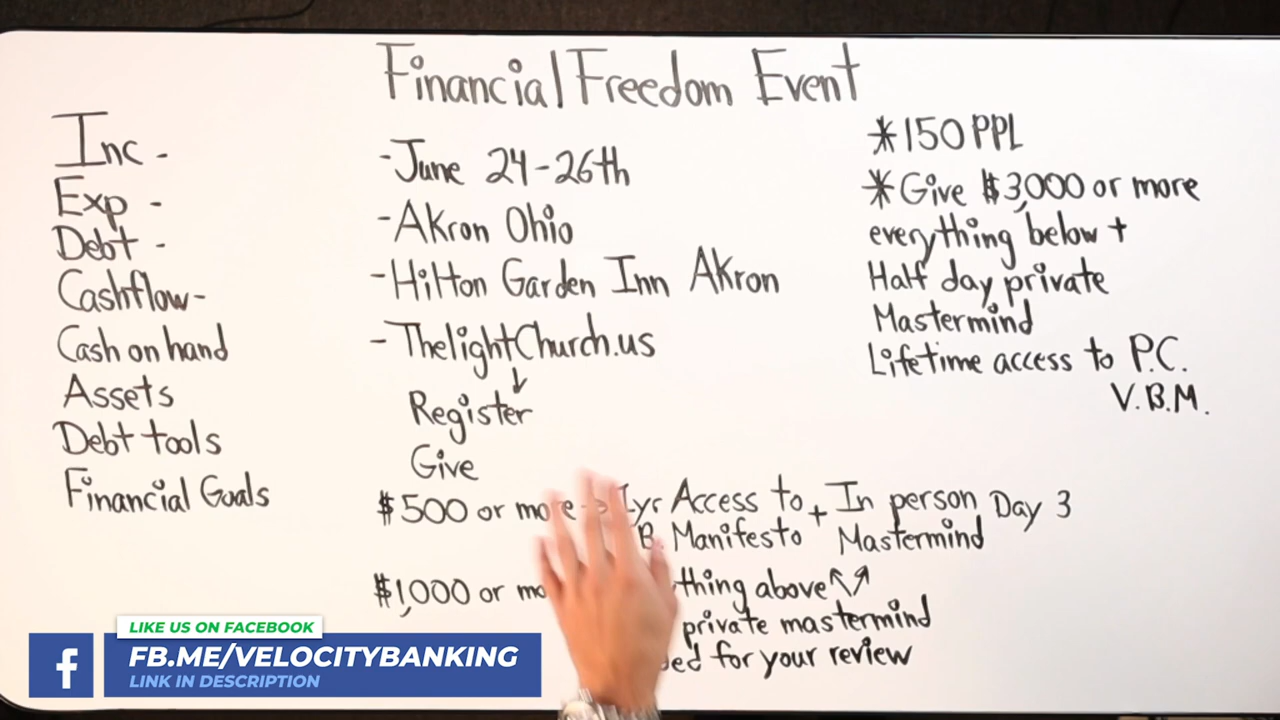 Financial Freedom Event
Inc -
Exp -
Debt -
Cashflow-
Cash on hand
Assets
Debt tools
Financial Goals
-June 24-26th
-Akron Ohio
-Hilton Garden Inn Akron
- ThelightChurch.us
Register
Give
$500 or more 1yr Access to + In person Day 3
B. Manifesto Mastermind
$1,000 or thing above
private mastermind
for your review
*150 PPL
*Give $3,000 or more
everything below +
Half day private
Mastermind
Lifetime access to P.C.
V.B.M.
LIKE US ON FACEBOOK
f
FB.ME/VELOCITYBANKING
LINK IN DESCRIPTION